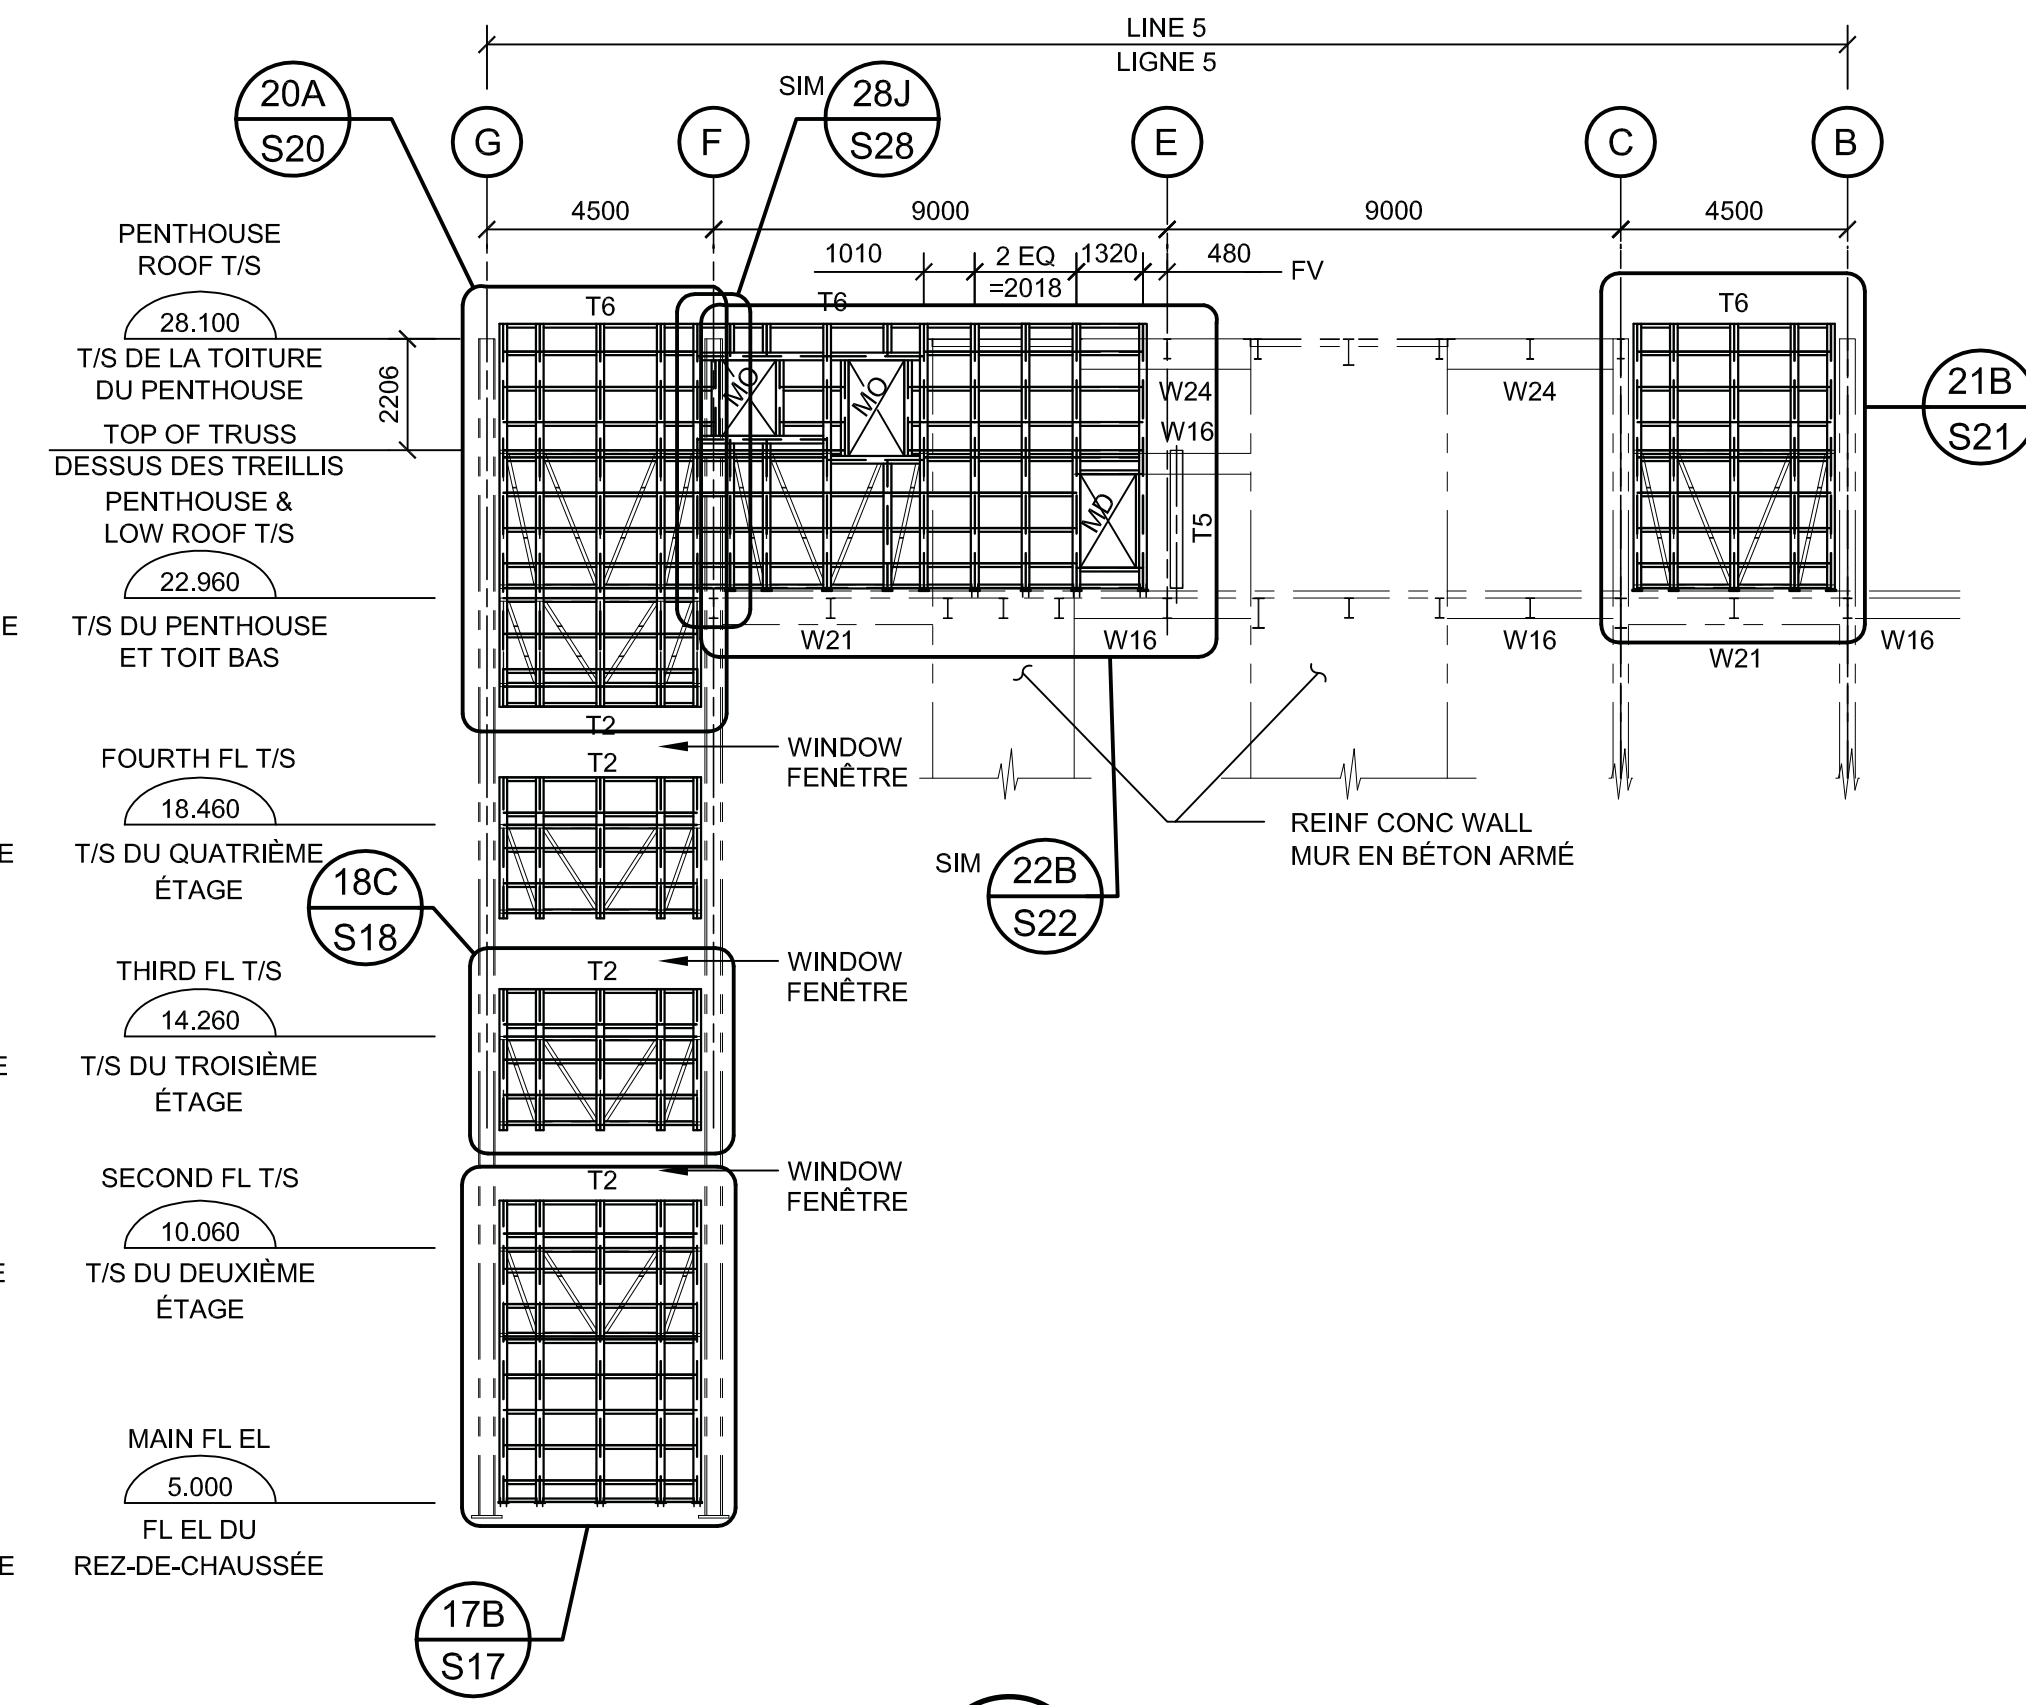 LINE 5
LIGNE 5
20A
S20
SIM
28J
S28
G
F
E
C
B
4500
9000
9000
4500
1010
2 EQ
=2018
1320
480
FV
PENTHOUSE
ROOF T/S
28.100
T/S DE LA TOITURE
DU PENTHOUSE
2206
TOP OF TRUSS
DESSUS DES TREILLIS
PENTHOUSE &
LOW ROOF T/S
22.960
T/S DU PENTHOUSE
ET TOIT BAS
T6
T6
T6
MO
MO
MD
T5
W24
W16
W24
21B
S21
W21
W16
W16
W21
W16
E
T2
T2
WINDOW
FENÊTRE
FOURTH FL T/S
18.460
T/S DU QUATRIÈME
ÉTAGE
E
18C
S18
SIM
22B
S22
REINF CONC WALL
MUR EN BÉTON ARMÉ
THIRD FL T/S
14.260
T/S DU TROISIÈME
ÉTAGE
E
T2
WINDOW
FENÊTRE
SECOND FL T/S
10.060
T/S DU DEUXIÈME
ÉTAGE
E
T2
WINDOW
FENÊTRE
MAIN FL EL
5.000
FL EL DU
REZ-DE-CHAUSSÉE
E
17B
S17